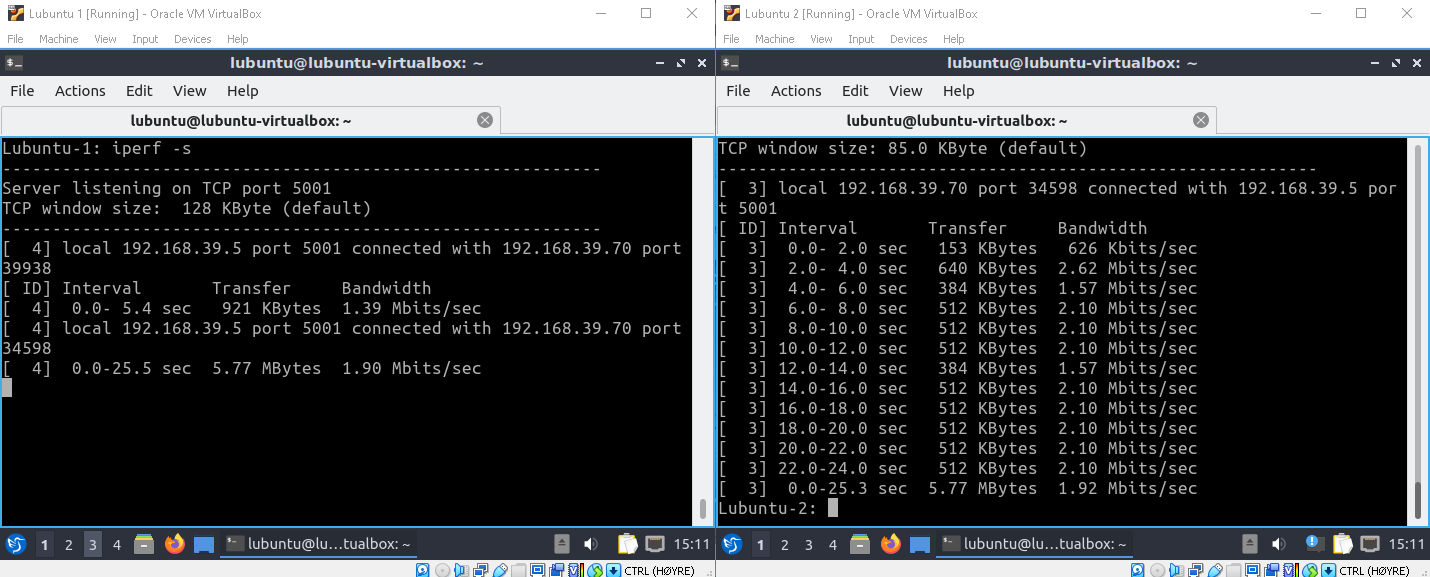 Lubuntu 1 [Running] - Oracle VM VirtualBox
File Machine View Input Devices Help
lubuntu@lubuntu-virtualbox: ~
File Actions Edit View Help
lubuntu@lubuntu-virtualbox: ~
Lubuntu-1: iperf -s
------------------------------------------------------------
Server listening on TCP port 5001
TCP window size:  128 KByte (default)
------------------------------------------------------------
[  4] local 192.168.39.5 port 5001 connected with 192.168.39.70 port
39938
[ ID] Interval       Transfer     Bandwidth
[  4]  0.0- 5.4 sec   921 KBytes  1.39 Mbits/sec
[  4] local 192.168.39.5 port 5001 connected with 192.168.39.70 port
34598
[  4]  0.0-25.5 sec  5.77 MBytes  1.90 Mbits/sec
1 2 3 4 lubuntu@lu...tualbox: ~ 15:11
CTRL (HØYRE)
Lubuntu 2 [Running] - Oracle VM VirtualBox
File Machine View Input Devices Help
lubuntu@lubuntu-virtualbox: ~
File Actions Edit View Help
lubuntu@lubuntu-virtualbox: ~
TCP window size: 85.0 KByte (default)
------------------------------------------------------------
[  3] local 192.168.39.70 port 34598 connected with 192.168.39.5 por
t 5001
[ ID] Interval       Transfer     Bandwidth
[  3]  0.0- 2.0 sec   153 KBytes   626 Kbits/sec
[  3]  2.0- 4.0 sec   640 KBytes  2.62 Mbits/sec
[  3]  4.0- 6.0 sec   384 KBytes  1.57 Mbits/sec
[  3]  6.0- 8.0 sec   512 KBytes  2.10 Mbits/sec
[  3]  8.0-10.0 sec   512 KBytes  2.10 Mbits/sec
[  3] 10.0-12.0 sec   512 KBytes  2.10 Mbits/sec
[  3] 12.0-14.0 sec   384 KBytes  1.57 Mbits/sec
[  3] 14.0-16.0 sec   512 KBytes  2.10 Mbits/sec
[  3] 16.0-18.0 sec   512 KBytes  2.10 Mbits/sec
[  3] 18.0-20.0 sec   512 KBytes  2.10 Mbits/sec
[  3] 20.0-22.0 sec   512 KBytes  2.10 Mbits/sec
[  3] 22.0-24.0 sec   512 KBytes  2.10 Mbits/sec
[  3]  0.0-25.3 sec  5.77 MBytes  1.92 Mbits/sec
Lubuntu-2:
1 2 3 4 lubuntu@lu...tualbox: ~ 15:11
CTRL (HØYRE)